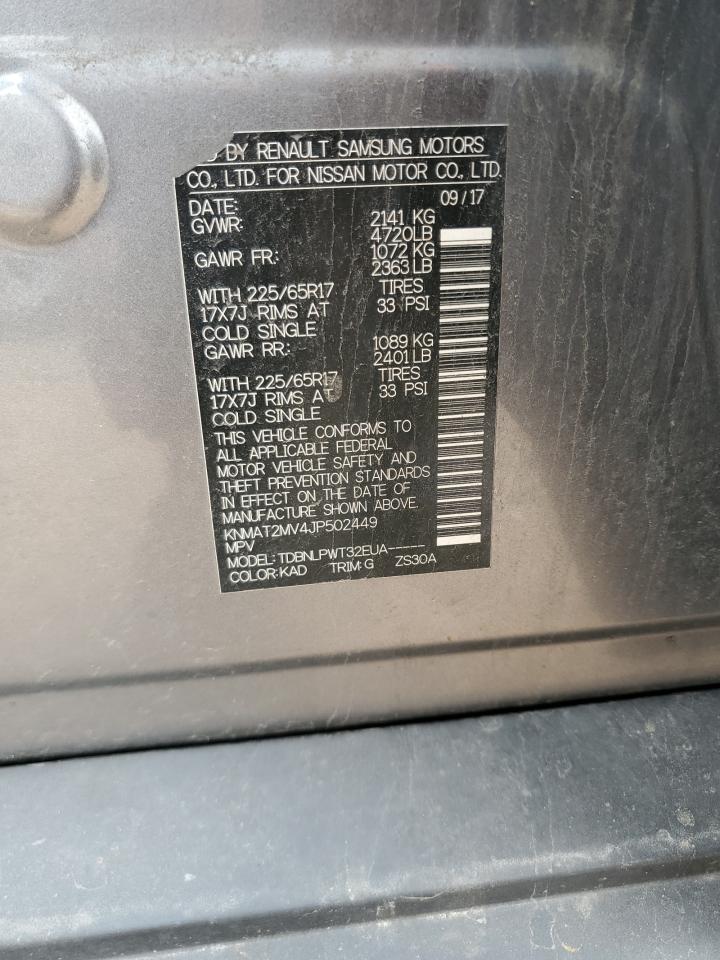 BY RENAULT SAMSUNG MOTORS
CO., LTD. FOR NISSAN MOTOR CO., LTD.
DATE: 09/17
GVWR: 2141 KG
4720LB
GAWR FR.: 1072 KG
2363 LB
WITH 225/65R17 TIRES
17X7J RIMS AT 33 PSI
COLD SINGLE
GAWR RR.: 1089 KG
2401 LB
WITH 225/65R17 TIRES
17X7J RIMS AT 33 PSI
COLD SINGLE
THIS VEHICLE CONFORMS TO
ALL APPLICABLE FEDERAL
MOTOR VEHICLE SAFETY AND
THEFT PREVENTION STANDARDS
IN EFFECT ON THE DATE OF
MANUFACTURE SHOWN ABOVE.
KNMAT2MV4JP502449
MPV
MODEL: TDBNLPWT32EUA-----
COLOR: KAD TRIM: G ZS30A